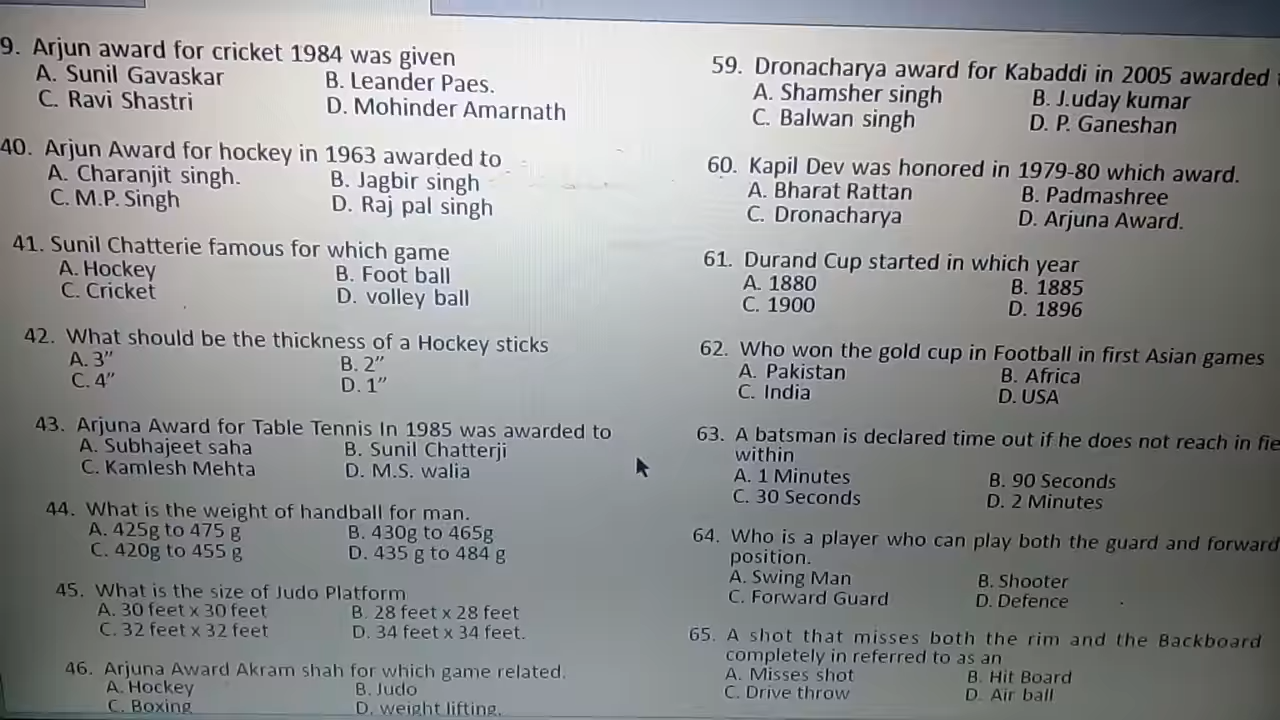 9. Arjun award for cricket 1984 was given
A. Sunil Gavaskar B. Leander Paes.
C. Ravi Shastri D. Mohinder Amarnath
40. Arjun Award for hockey in 1963 awarded to
A. Charanjit singh. B. Jagbir singh
C. M.P. Singh D. Raj pal singh
41. Sunil Chatterie famous for which game
A. Hockey B. Foot ball
C. Cricket D. volley ball
42. What should be the thickness of a Hockey sticks
A. 3” B. 2”
C. 4” D. 1”
43. Arjuna Award for Table Tennis In 1985 was awarded to
A. Subhajeet saha B. Sunil Chatterji
C. Kamlesh Mehta D. M.S. walia
44. What is the weight of handball for man.
A. 425g to 475 g B. 430g to 465g
C. 420g to 455 g D. 435 g to 484 g
45. What is the size of Judo Platform
A. 30 feet x 30 feet B. 28 feet x 28 feet
C. 32 feet x 32 feet D. 34 feet x 34 feet.
46. Arjuna Award Akram shah for which game related.
A. Hockey B. Judo
C. Boxing D. weight lifting.
59. Dronacharya award for Kabaddi in 2005 awarded
A. Shamsher singh B. J.uday kumar
C. Balwan singh D. P. Ganeshan
60. Kapil Dev was honored in 1979-80 which award.
A. Bharat Rattan B. Padmashree
C. Dronacharya D. Arjuna Award.
61. Durand Cup started in which year
A. 1880 B. 1885
C. 1900 D. 1896
62. Who won the gold cup in Football in first Asian games
A. Pakistan B. Africa
C. India D. USA
63. A batsman is declared time out if he does not reach in fie
within
A. 1 Minutes B. 90 Seconds
C. 30 Seconds D. 2 Minutes
64. Who is a player who can play both the guard and forward
position.
A. Swing Man B. Shooter
C. Forward Guard D. Defence
65. A shot that misses both the rim and the Backboard
completely in referred to as an
A. Misses shot B. Hit Board
C. Drive throw D. Air ball